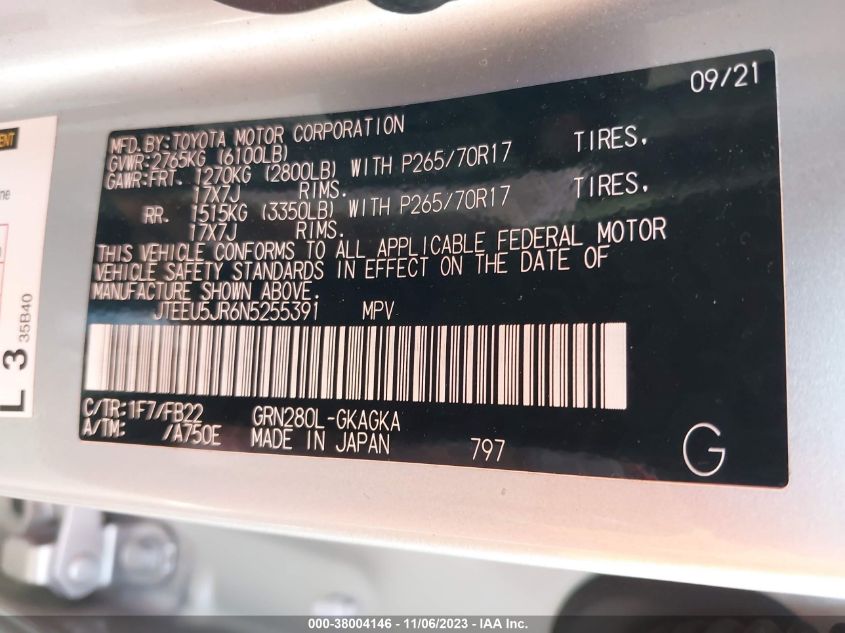 09/21
MFD.BY:TOYOTA MOTOR CORPORATION
GVWR:2765KG (6100LB)
GAWR:FRT. 1270KG (2800LB) WITH P265/70R17 TIRES.
17X7J RIMS.
RR. 1515KG (3350LB) WITH P265/70R17 TIRES.
17X7J RIMS.
THIS VEHICLE CONFORMS TO ALL APPLICABLE FEDERAL MOTOR
VEHICLE SAFETY STANDARDS IN EFFECT ON THE DATE OF
MANUFACTURE SHOWN ABOVE.
JTEEU5JR6N5255391 MPV
C/TR:1F7/FB22 GRN280L-GKAGKA
A/TM: /A750E MADE IN JAPAN 797
G
L 3 35B40
000-38004146 - 11/06/2023 - IAA Inc.